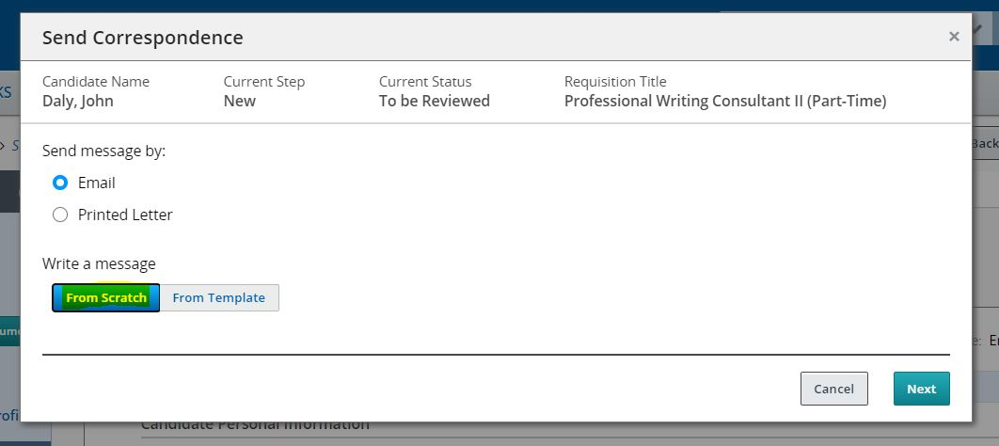 Send Correspondence ×
Candidate Name Current Step Current Status Requisition Title
Daly, John New To be Reviewed Professional Writing Consultant II (Part-Time)
Send message by:
Email
Printed Letter
Write a message
From Scratch From Template
Cancel Next
Candidate Personal Information
KS
S
Back